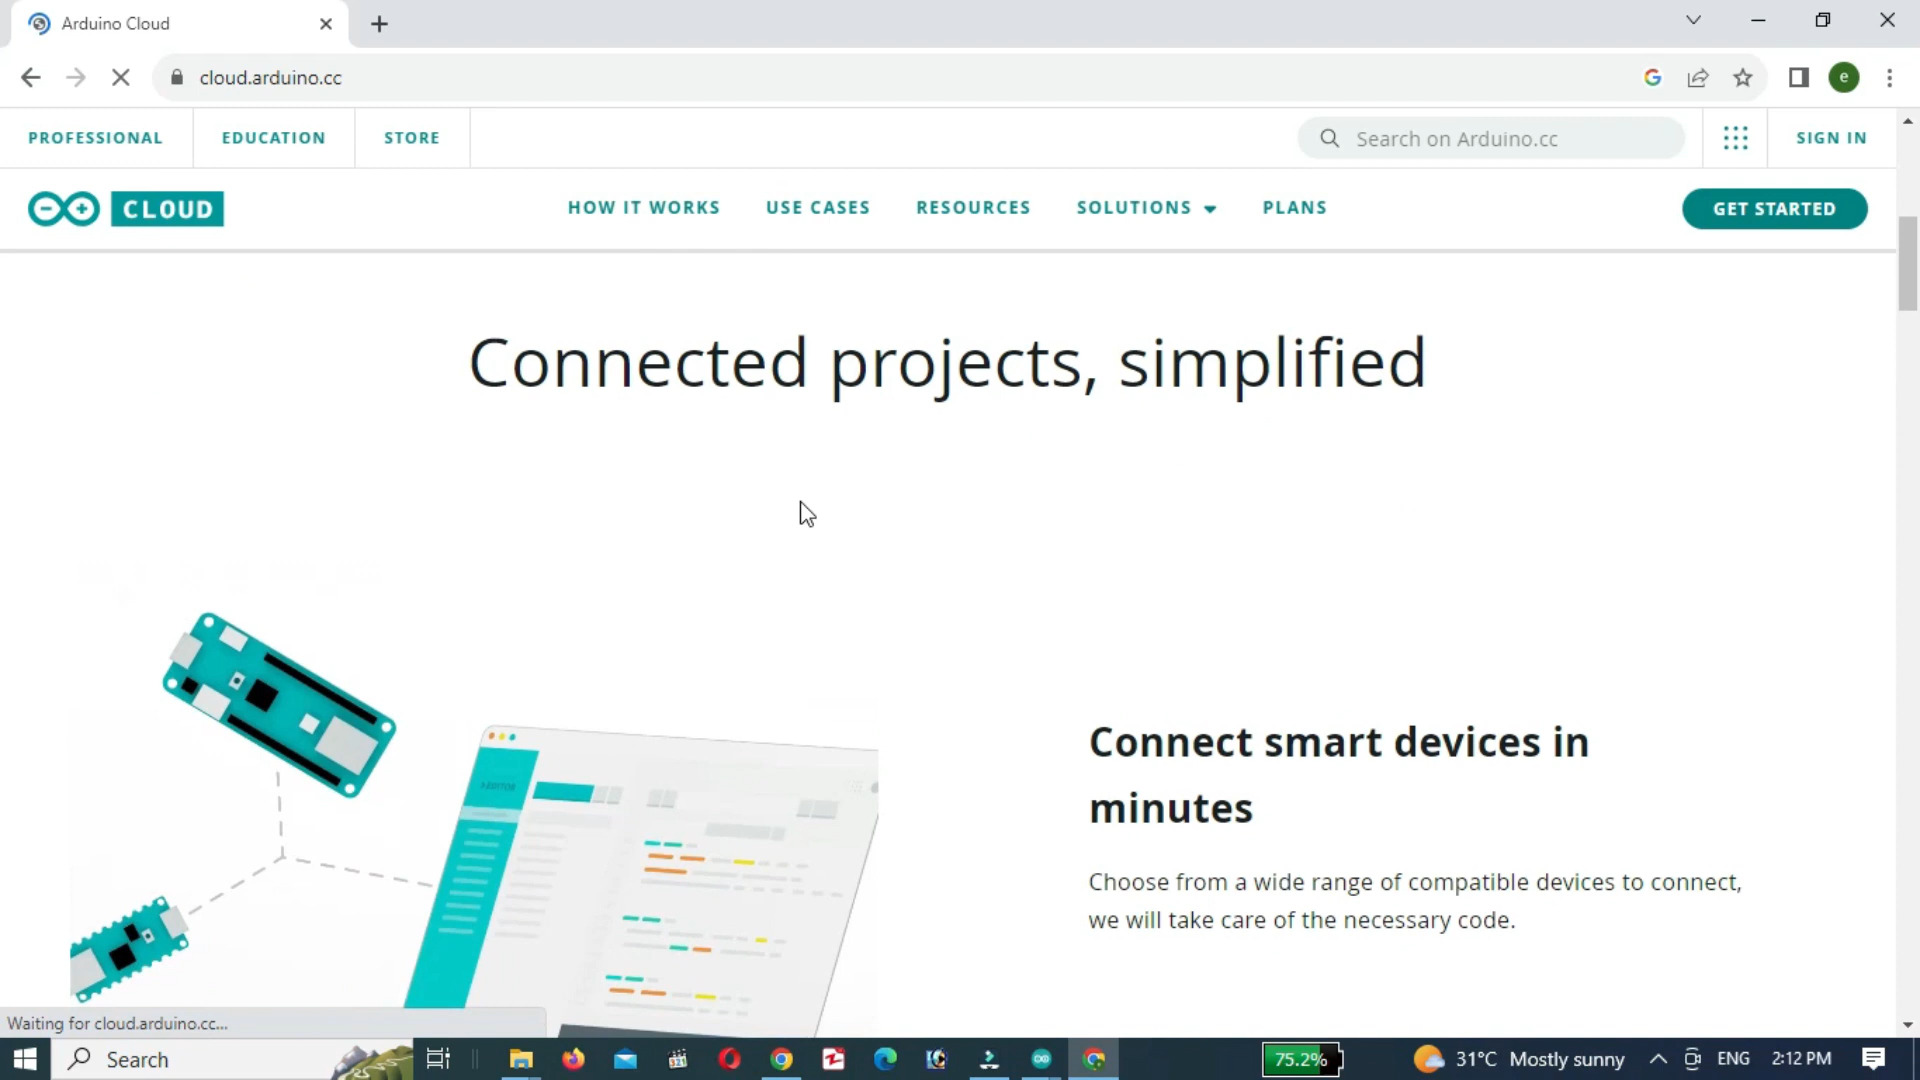 Arduino Cloud
cloud.arduino.cc
e
PROFESSIONAL
EDUCATION
STORE
Search on Arduino.cc
SIGN IN
CLOUD
HOW IT WORKS
USE CASES
RESOURCES
SOLUTIONS
PLANS
GET STARTED
Connected projects, simplified
Connect smart devices in
minutes
Choose from a wide range of compatible devices to connect,
we will take care of the necessary code.
Waiting for cloud.arduino.cc...
Search
321
75.2%
31°C Mostly sunny
ENG
2:12 PM